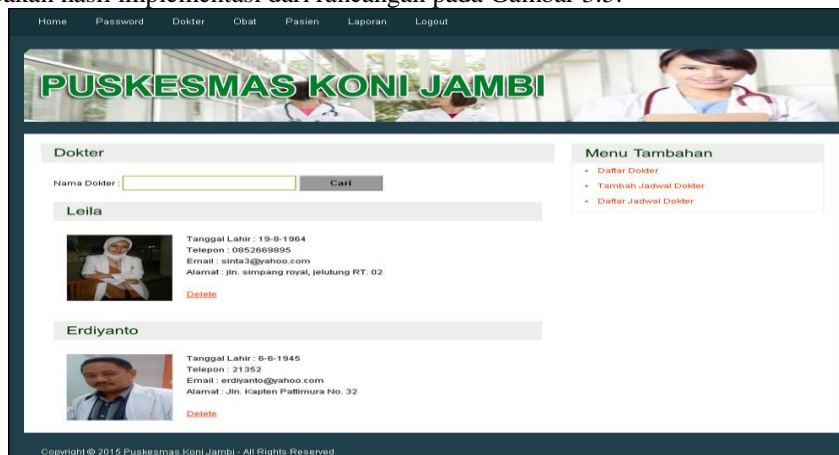 akan hasil implementasi dari rancangan pada Gambar 5.5.
Home Password Dokter Obat Pasien Laporan Logout
PUSKESMAS KONI JAMBI
Dokter
Nama Dokter : Cari
Leila
Tanggal Lahir : 19-8-1964
Telepon : 0852669895
Email : sinta3@yahoo.com
Alamat : jln. simpang royal, jelutung RT. 02
Delete
Erdiyanto
Tanggal Lahir : 6-6-1945
Telepon : 21352
Email : erdiyanto@yahoo.com
Alamat : Jln. Kapten Pattimura No. 32
Delete
Menu Tambahan
Daftar Dokter
Tambah Jadwal Dokter
Daftar Jadwal Dokter
Copyright © 2015 Puskesmas Koni Jambi - All Rights Reserved